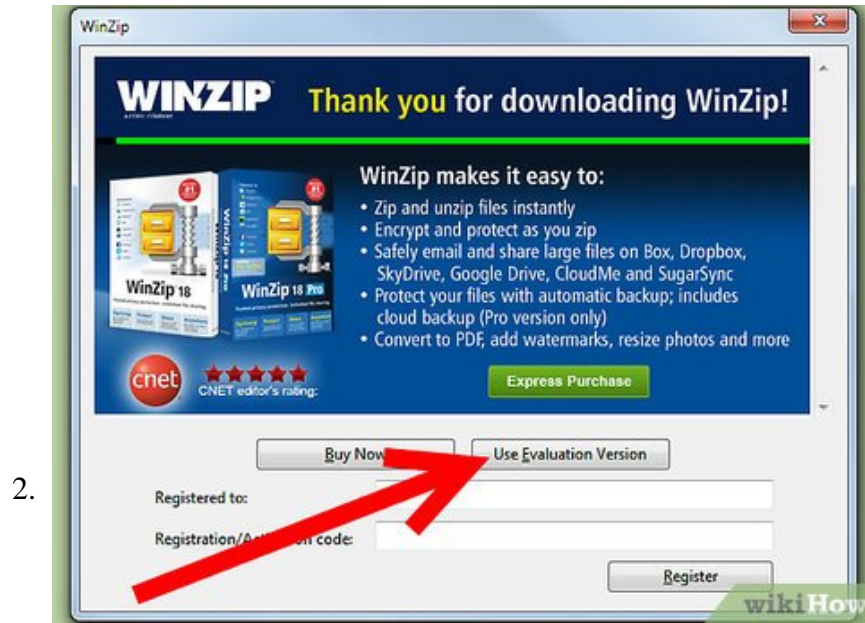 WinZip
WINZIP
Thank you for downloading WinZip!
WinZip makes it easy to:
• Zip and unzip files instantly
• Encrypt and protect as you zip
• Safely email and share large files on Box, Dropbox,
SkyDrive, Google Drive, CloudMe and SugarSync
• Protect your files with automatic backup; includes
cloud backup (Pro version only)
• Convert to PDF, add watermarks, resize photos and more
WinZip 18
WinZip 18 Pro
cnet
CNET editor's rating:
Express Purchase
Buy Now
Use Evaluation Version
2.
Registered to:
code:
Register
wikiHow